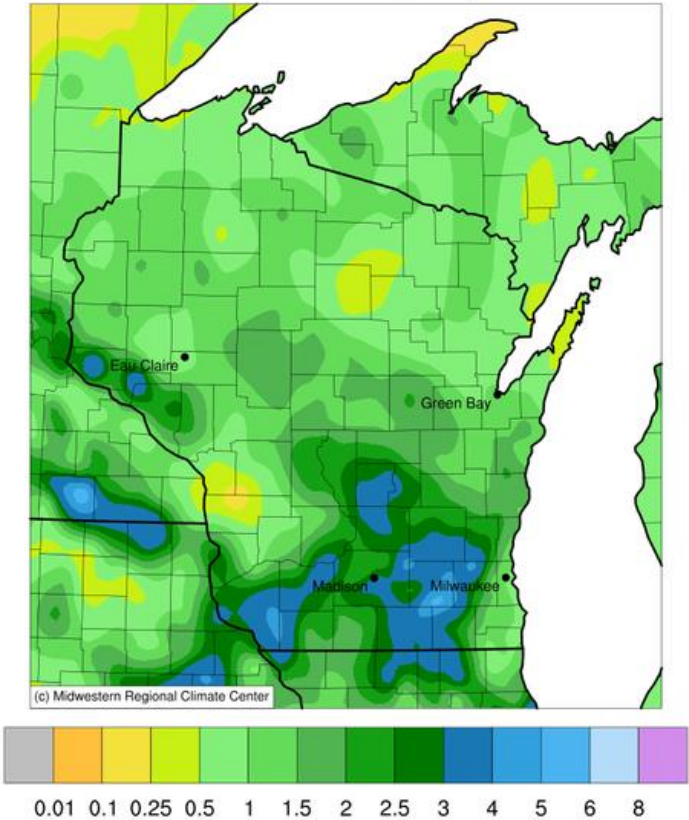 Eau Claire
Green Bay
Madison
Milwaukee
(c) Midwestern Regional Climate Center
0.01 0.1 0.25 0.5 1 1.5 2 2.5 3 4 5 6 8